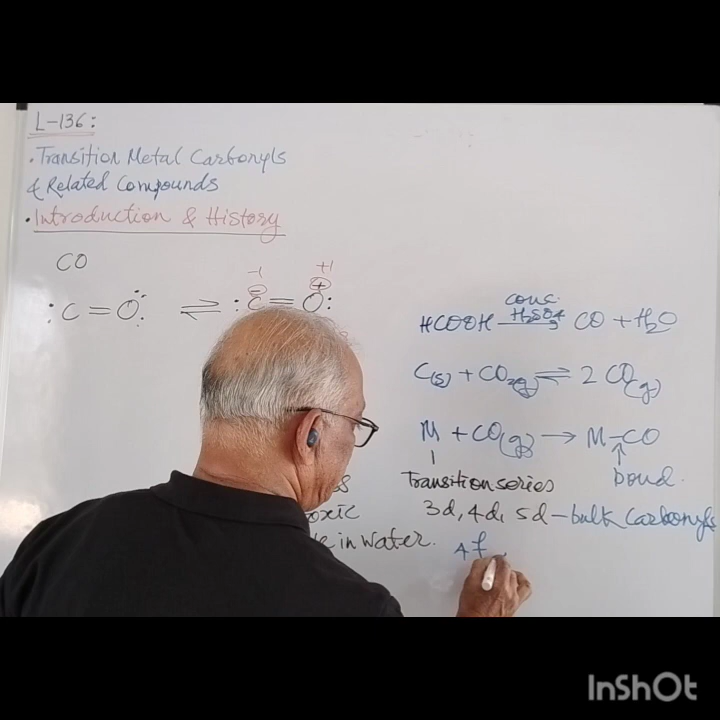 L-136:
• Transition Metal Carbonyls
& Related Compounds
• Introduction & History
CO
:C=O: ⇌ :C=O:
-1 +1
⊖ ⊕
HCOOH conc. H2SO4 → CO + H2O
C(s) + CO2(g) ⇌ 2 CO(g)
M + CO(g) → M-CO
Transition series
bond.
3d, 4d, 5d - bulk Carbonyls
4f
in water.
InShOt